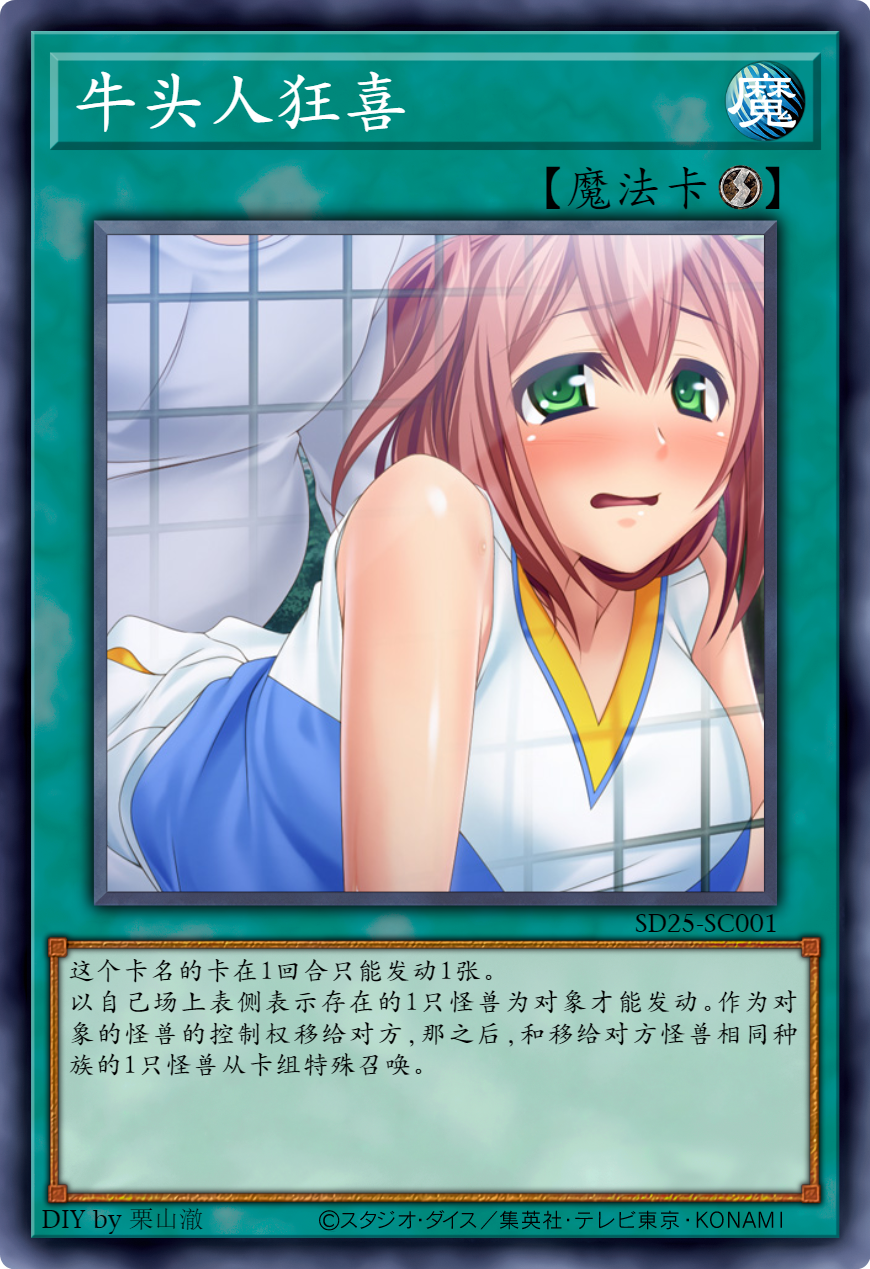 牛头人狂喜
魔
【魔法卡】
SD25-SC001
这个卡名的卡在1回合只能发动1张。
以自己场上表侧表示存在的1只怪兽为对象才能发动。作为对
象的怪兽的控制权移给对方,那之后,和移给对方怪兽相同种
族的1只怪兽从卡组特殊召唤。
DIY by 栗山澈
©スタジオ・ダイス／集英社・テレビ東京・KONAMI